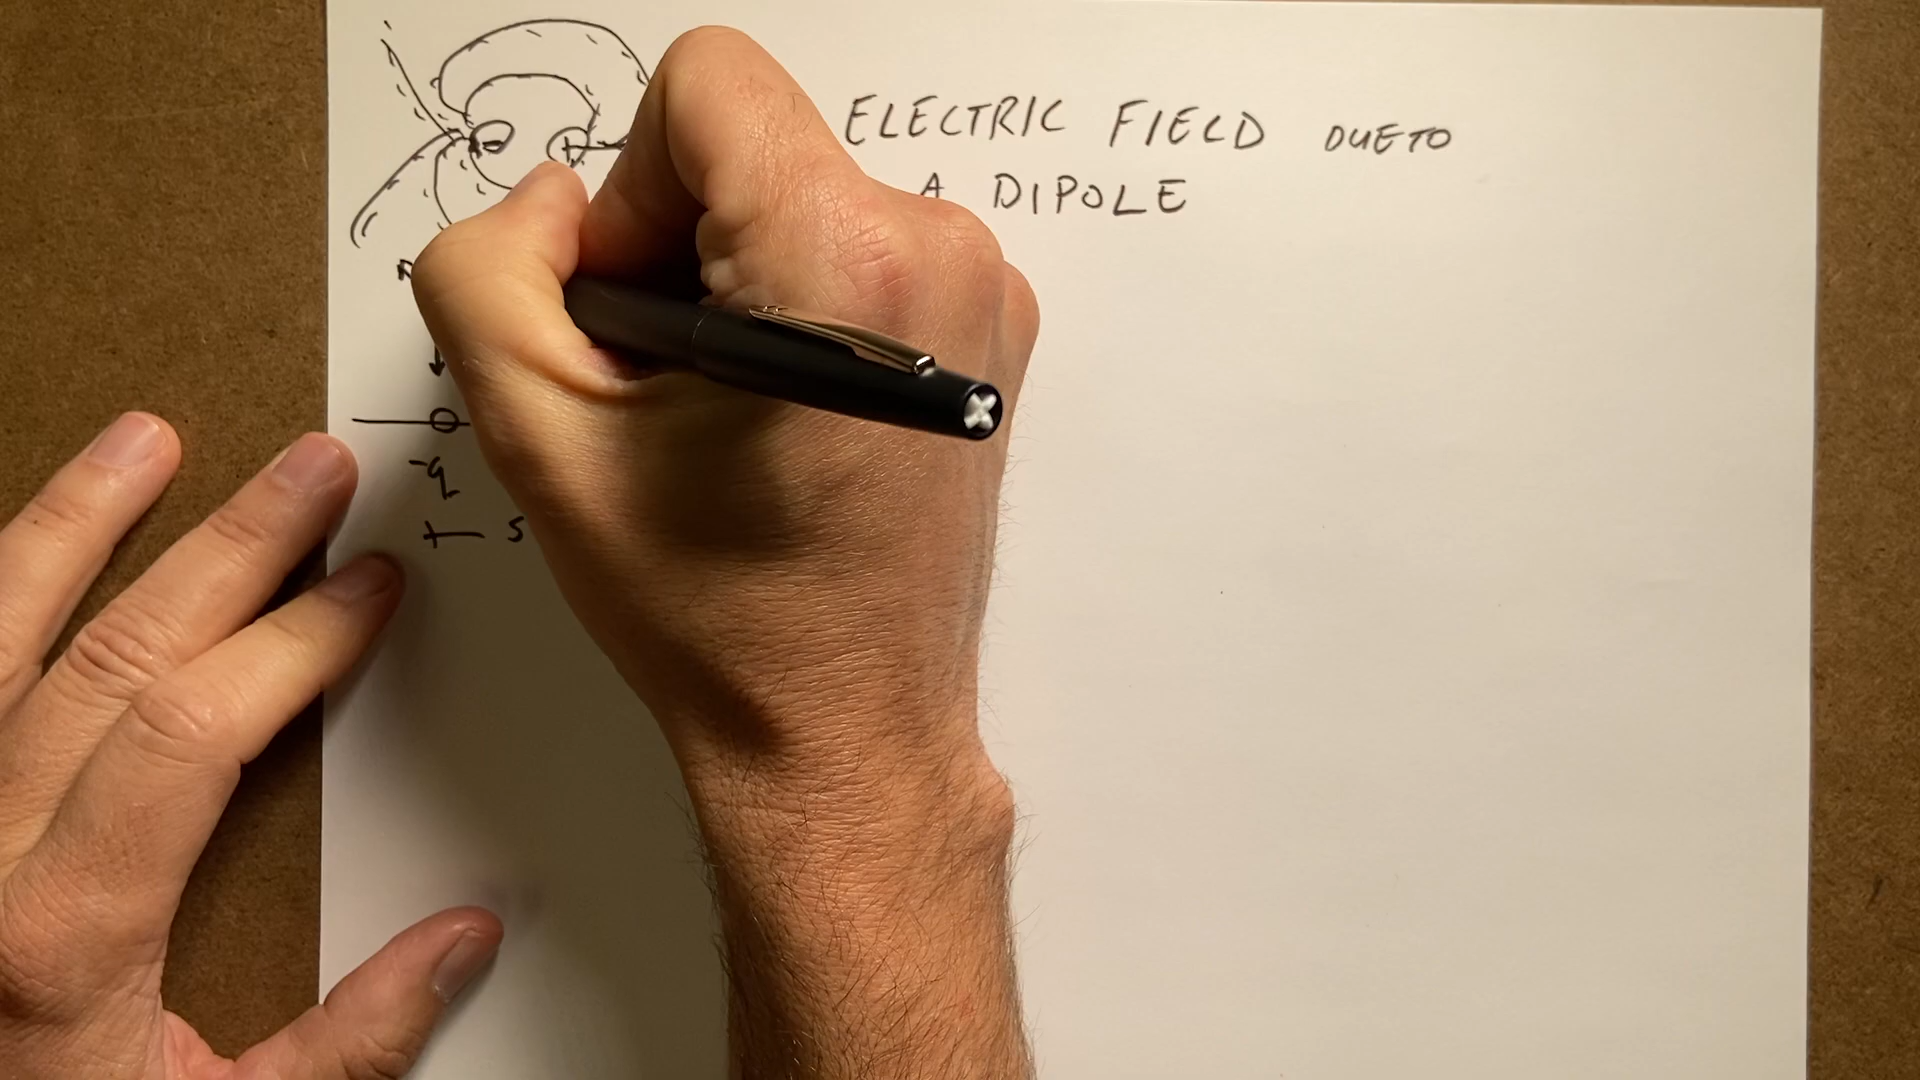 ELECTRIC FIELD DUE TO
A DIPOLE
-
+
-q
s